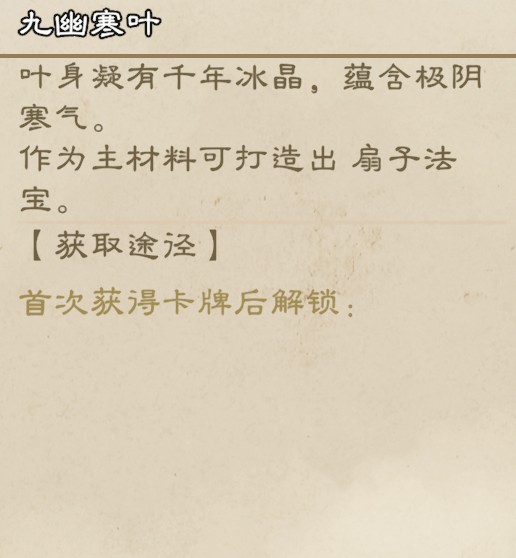 九幽寒叶
叶身凝有千年冰晶，蕴含极阴
寒气。
作为主材料可打造出 扇子法
宝。
【获取途径】
首次获得卡牌后解锁：